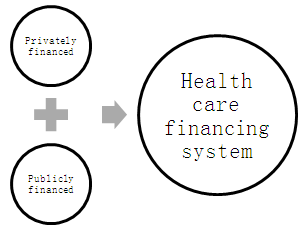 Privately
financed
Publicly
financed
Health
care
financing
system